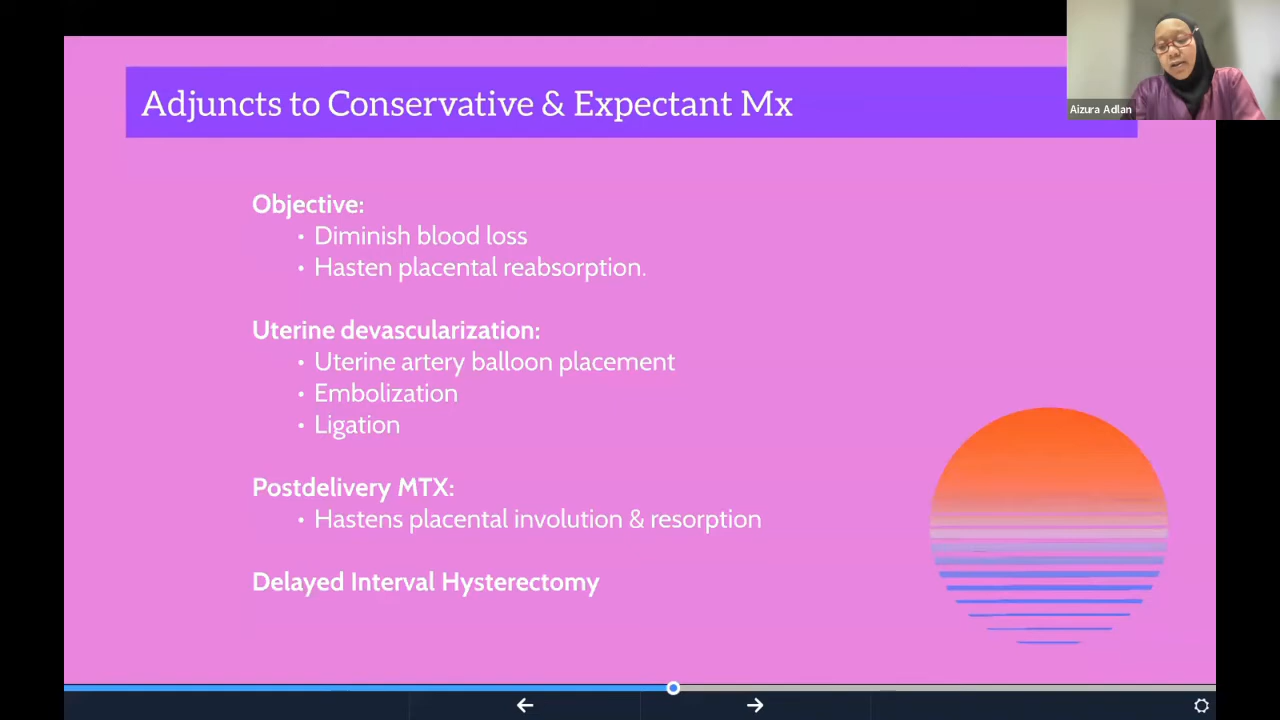 Adjuncts to Conservative & Expectant Mx
Aizura Adlan
Objective:
• Diminish blood loss
• Hasten placental reabsorption.
Uterine devascularization:
• Uterine artery balloon placement
• Embolization
• Ligation
Postdelivery MTX:
• Hastens placental involution & resorption
Delayed Interval Hysterectomy